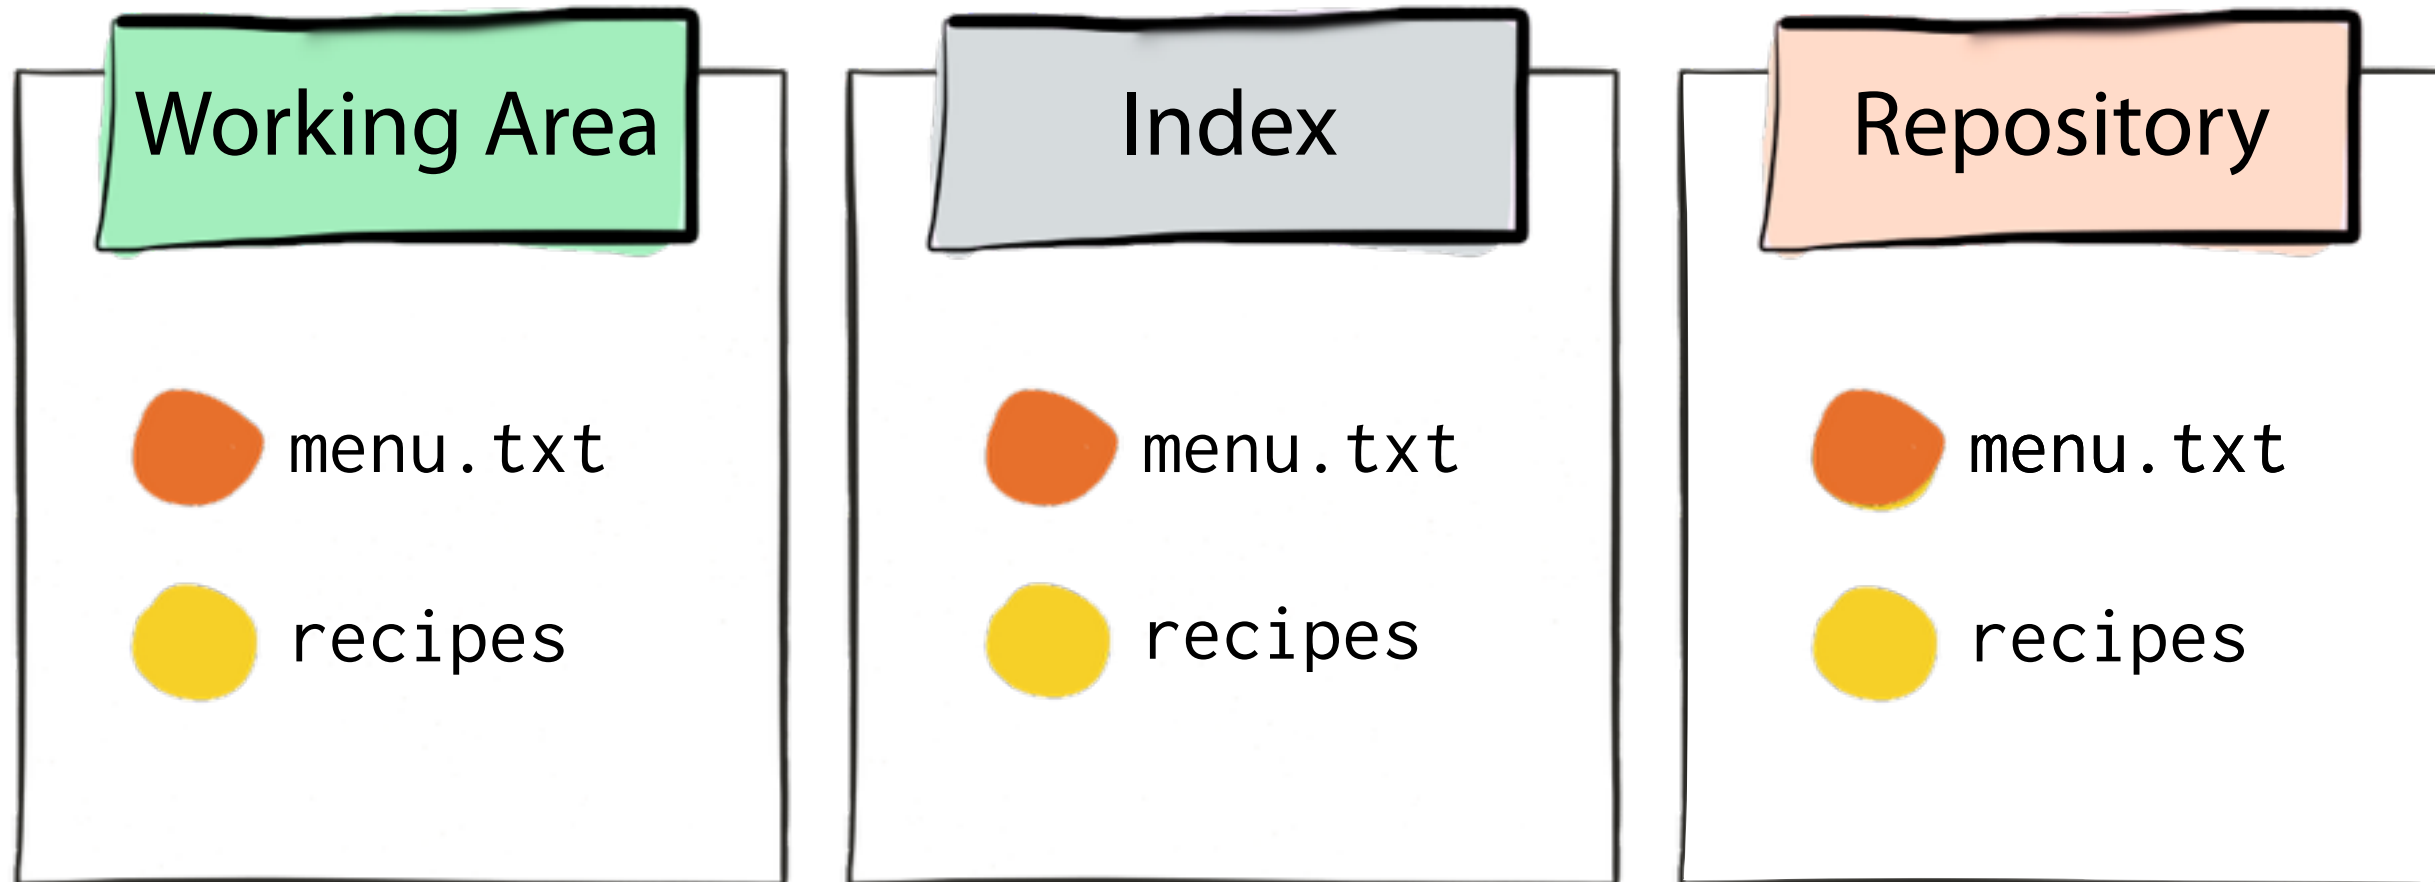 Working Area
Index
Repository
menu.txt
menu.txt
menu.txt
recipes
recipes
recipes